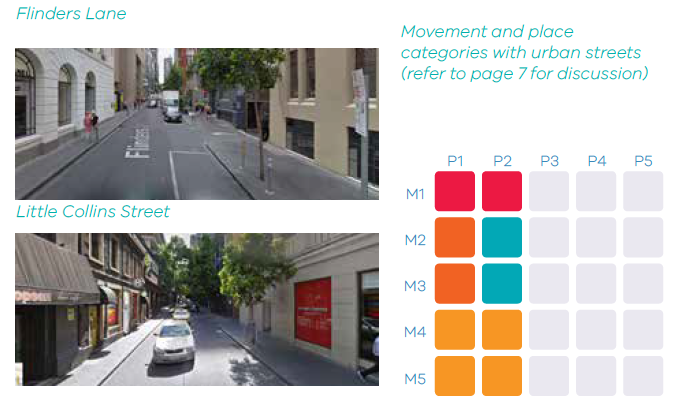 Flinders Lane
Flinders
Little Collins Street
Movement and place
categories with urban streets
(refer to page 7 for discussion)
P1 P2 P3 P4 P5
M1
M2
M3
M4
M5